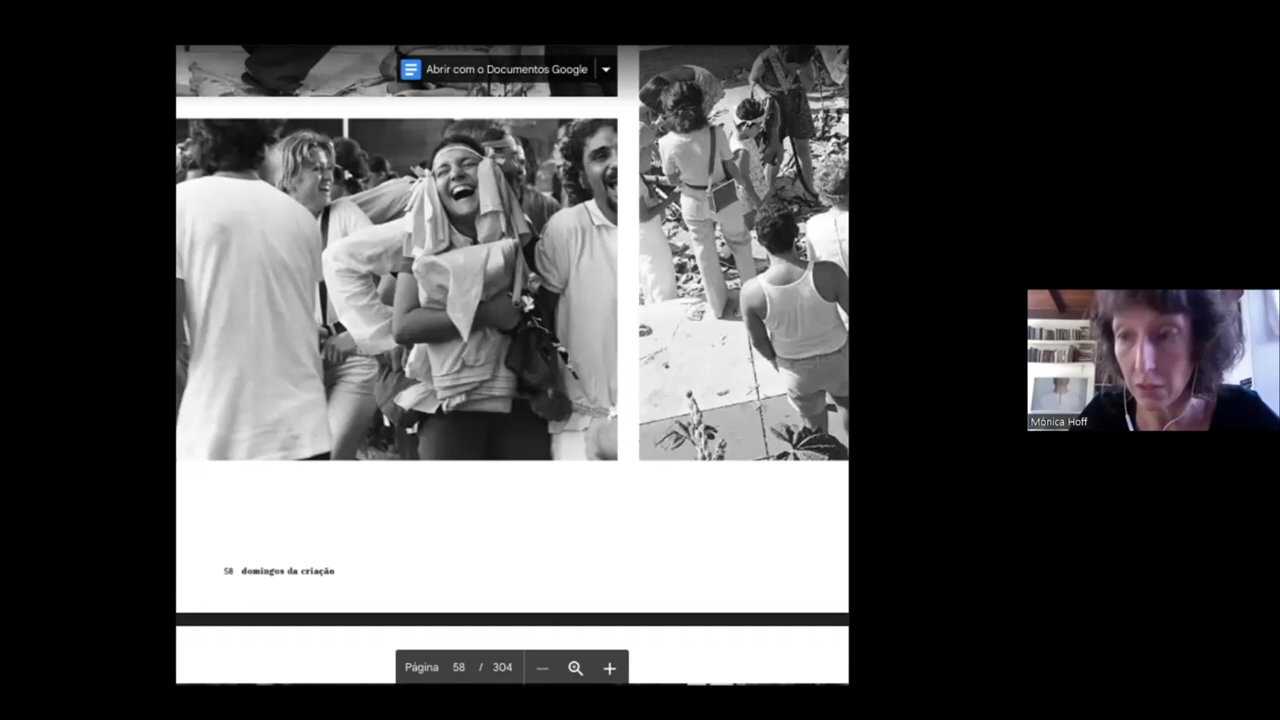 Abrir com o Documentos Google
58 domingos da criação
Página 58 / 304
Mônica Hoff